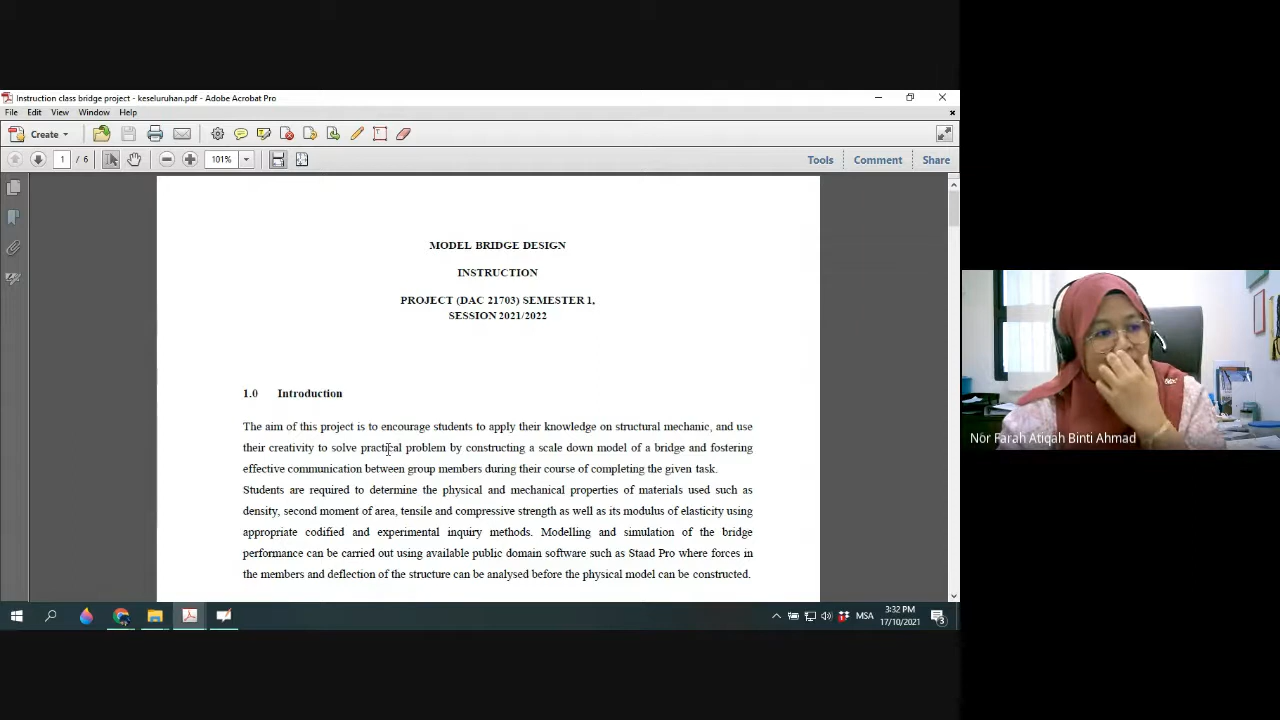 Instruction class bridge project - keseluruhan.pdf - Adobe Acrobat Pro
File Edit View Window Help
Create
1 / 6 101% Tools Comment Share
MODEL BRIDGE DESIGN
INSTRUCTION
PROJECT (DAC 21703) SEMESTER 1,
SESSION 2021/2022
1.0 Introduction
The aim of this project is to encourage students to apply their knowledge on structural mechanic, and use
their creativity to solve practical problem by constructing a scale down model of a bridge and fostering
effective communication between group members during their course of completing the given task.
Students are required to determine the physical and mechanical properties of materials used such as
density, second moment of area, tensile and compressive strength as well as its modulus of elasticity using
appropriate codified and experimental inquiry methods. Modelling and simulation of the bridge
performance can be carried out using available public domain software such as Staad Pro where forces in
the members and deflection of the structure can be analysed before the physical model can be constructed.
Nor Farah Atiqah Binti Ahmad
MSA
3:32 PM
17/10/2021
3